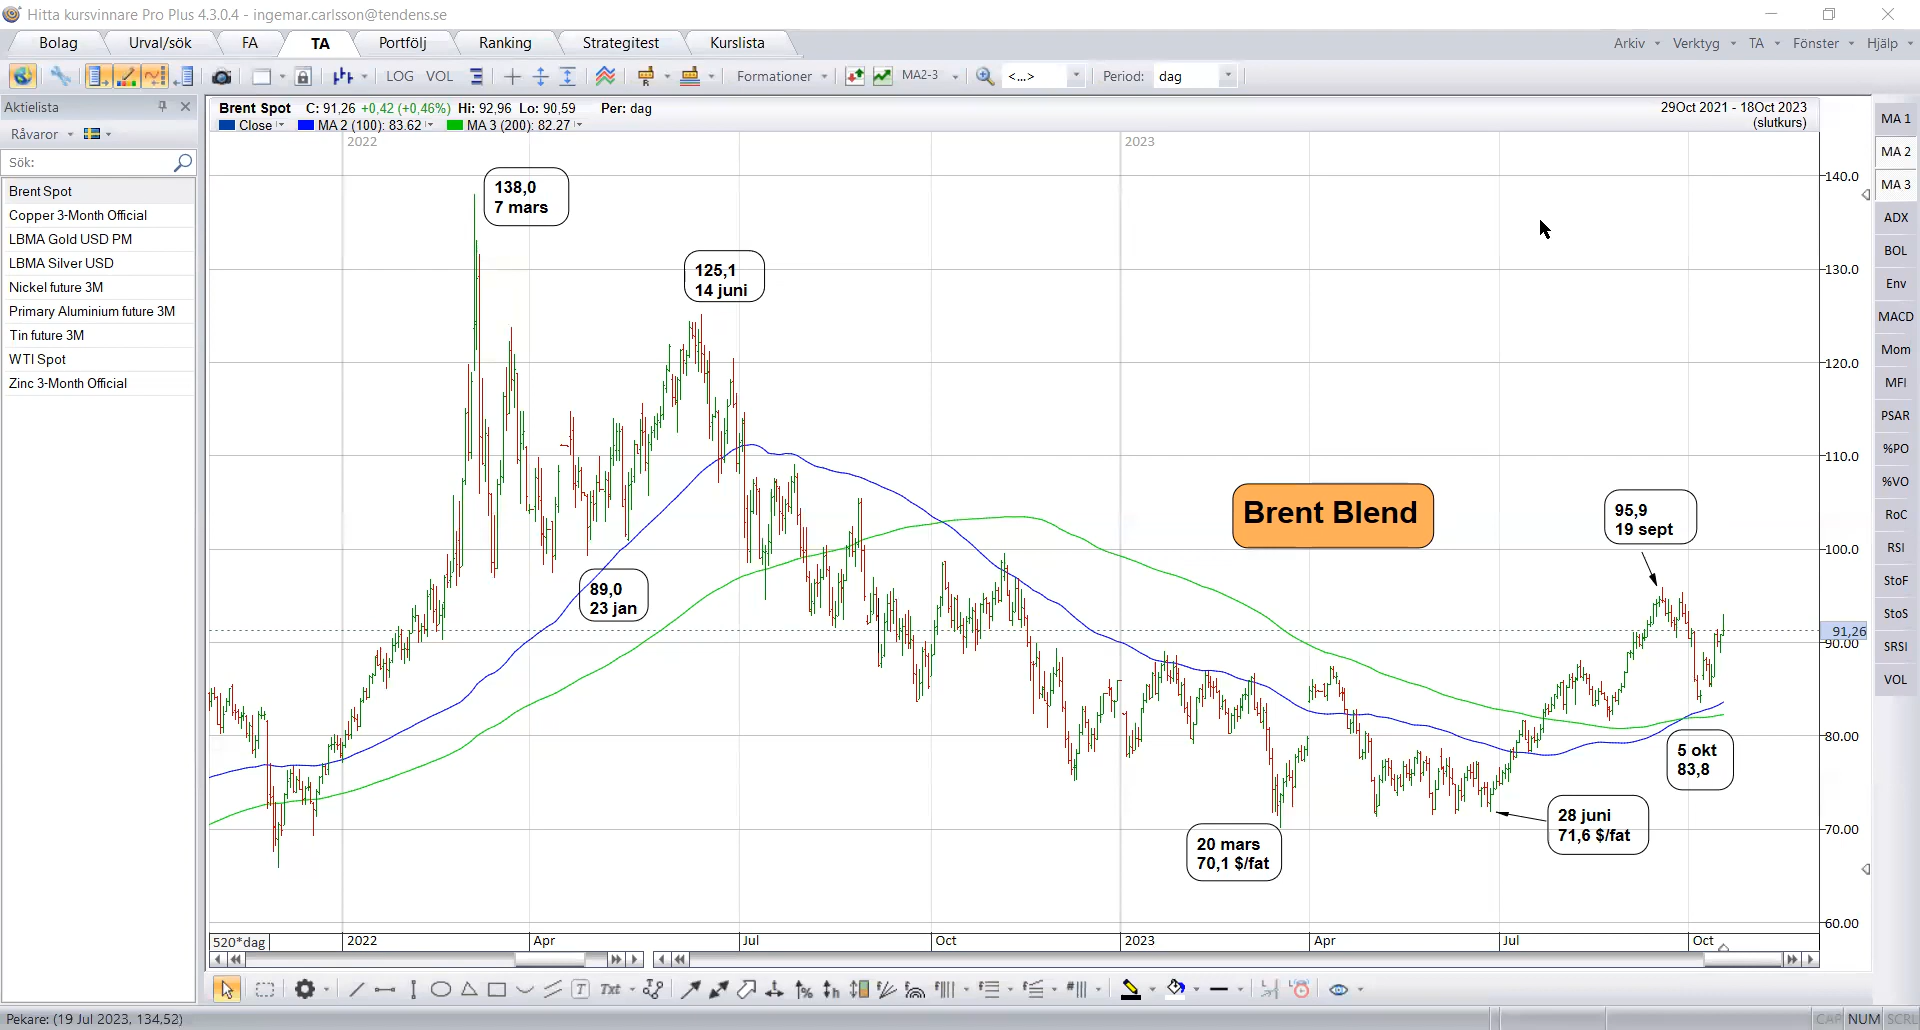 Hitta kursvinnare Pro Plus 4.3.0.4 - ingemar.carlsson@tendens.se
Bolag Urval/sök FA TA Portfölj Ranking Strategitest Kurslista Arkiv Verktyg TA Fönster Hjälp
LOG VOL Formationer MA2-3 <...> Period: dag
Aktielista
Råvaror
Sök:
Brent Spot
Copper 3-Month Official
LBMA Gold USD PM
LBMA Silver USD
Nickel future 3M
Primary Aluminium future 3M
Tin future 3M
WTI Spot
Zinc 3-Month Official
Brent Spot C: 91,26 +0,42 (+0,46%) Hi: 92,96 Lo: 90,59 Per: dag
29Oct 2021 - 18Oct 2023
Close MA 2 (100): 83.62 MA 3 (200): 82.27
(slutkurs)
2022 2023
138,0
7 mars
125,1
14 juni
89,0
23 jan
Brent Blend
95,9
19 sept
5 okt
83,8
28 juni
71,6 $/fat
20 mars
70,1 $/fat
140.0
130.0
120.0
110.0
100.0
91,26
90.00
80.00
70.00
60.00
520*dag 2022 Apr Jul Oct 2023 Apr Jul Oct
MA 1
MA 2
MA 3
ADX
BOL
Env
MACD
Mom
MFI
PSAR
%PO
%VO
RoC
RSI
StoF
StoS
SRSI
VOL
T Txt
Pekare: (19 Jul 2023, 134,52) CAP NUM SCRL